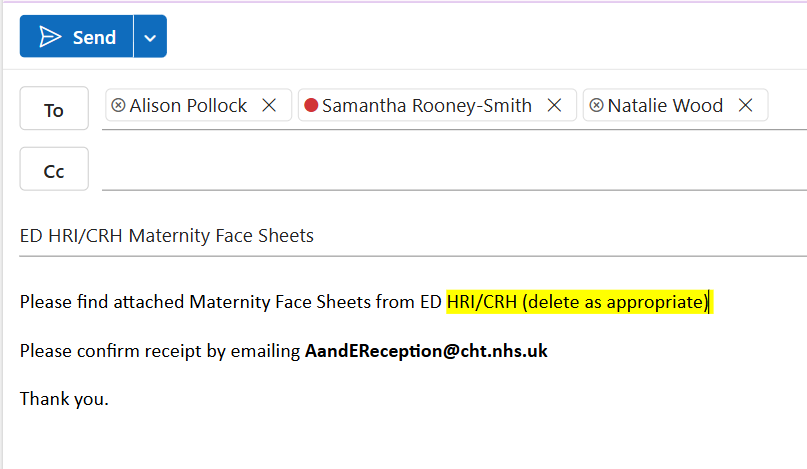 Send
To Alison Pollock Samantha Rooney-Smith Natalie Wood
Cc
ED HRI/CRH Maternity Face Sheets
Please find attached Maternity Face Sheets from ED HRI/CRH (delete as appropriate)
Please confirm receipt by emailing AandEReception@cht.nhs.uk
Thank you.